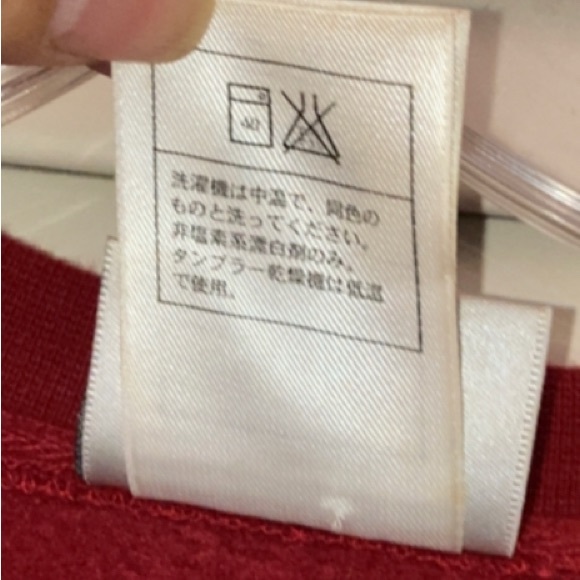 40
洗濯機は中温で、同色の
ものと洗ってください。
非塩素系漂白剤のみ。
タンブラー乾燥機は低温
で使用。